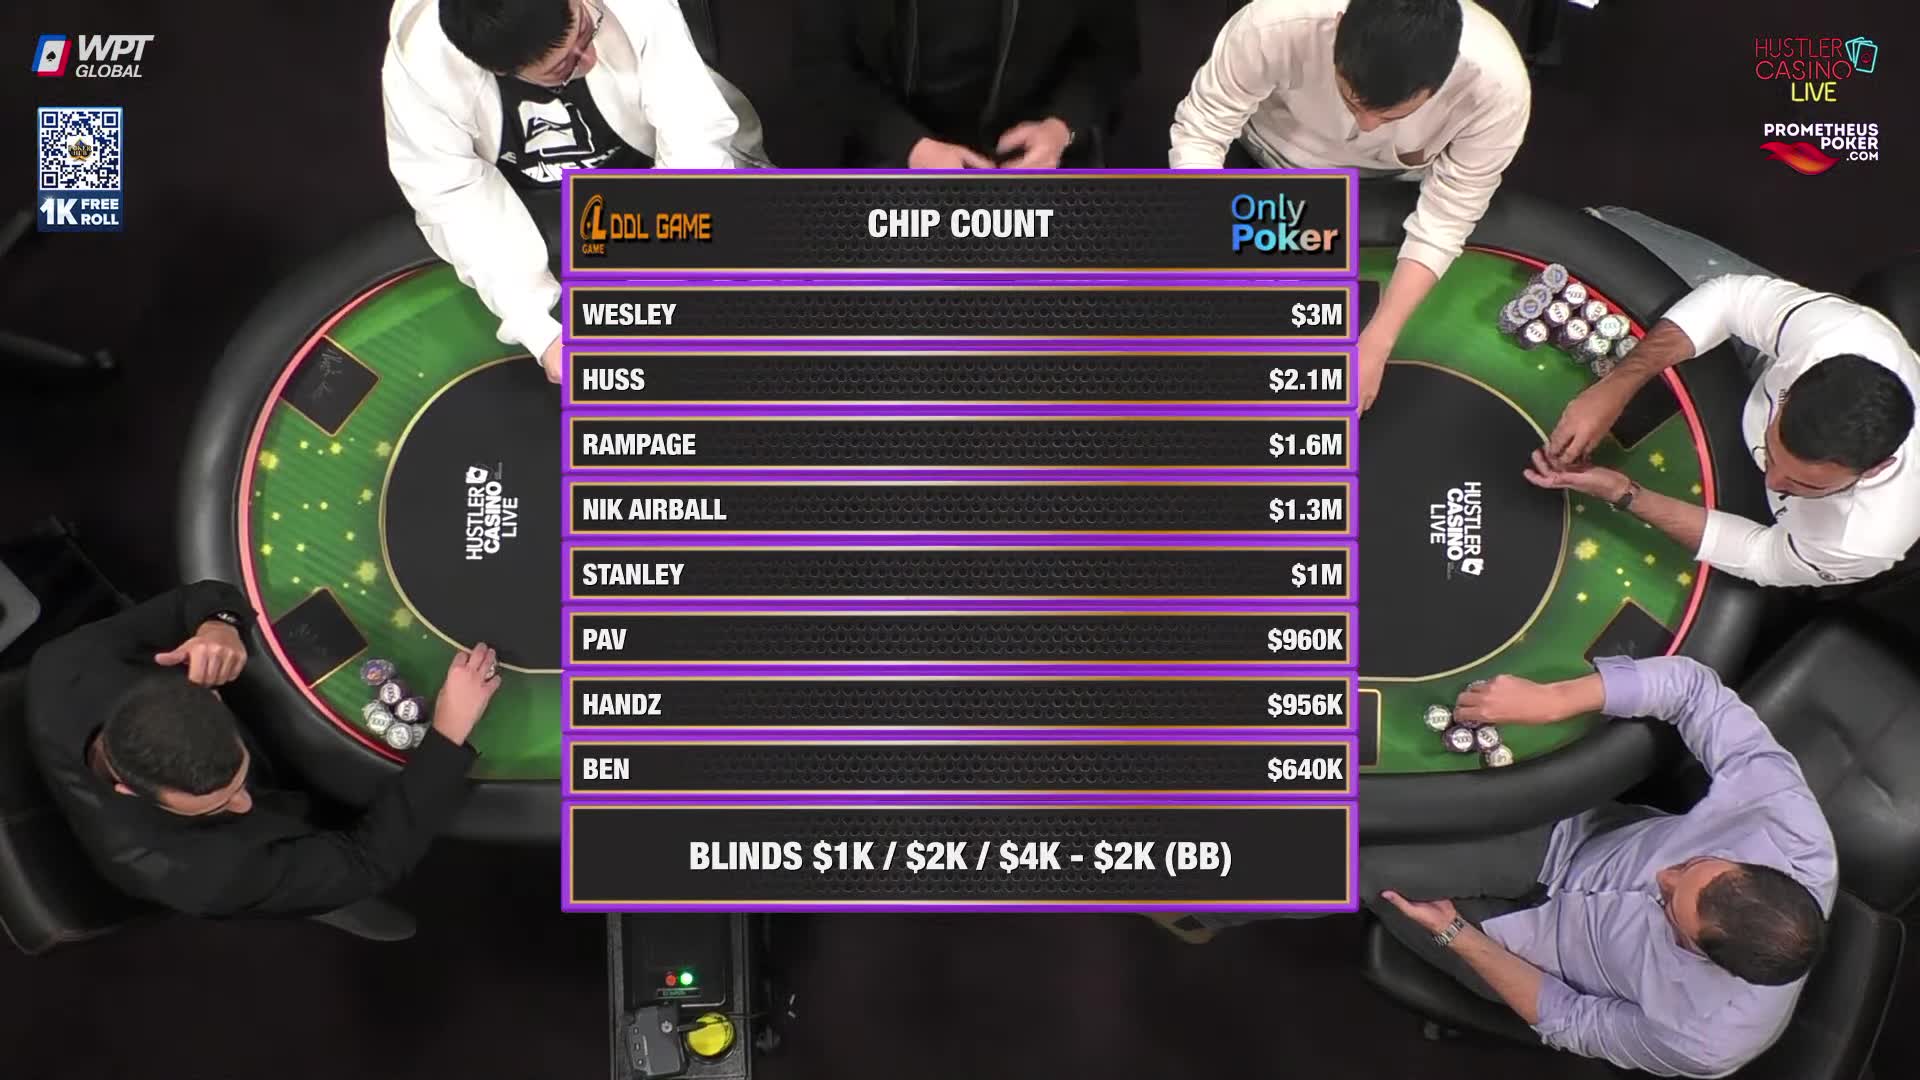 WPT
GLOBAL
1K FREE
ROLL
HUSTLER
CASINO
LIVE
PROMETHEUS
POKER
.COM
L DDL GAME
GAME
CHIP COUNT
Only
Poker
WESLEY $3M
HUSS $2.1M
RAMPAGE $1.6M
NIK AIRBALL $1.3M
STANLEY $1M
PAV $960K
HANDZ $956K
BEN $640K
BLINDS $1K / $2K / $4K - $2K (BB)
HUSTLER
CASINO
LIVE
HUSTLER
CASINO
LIVE